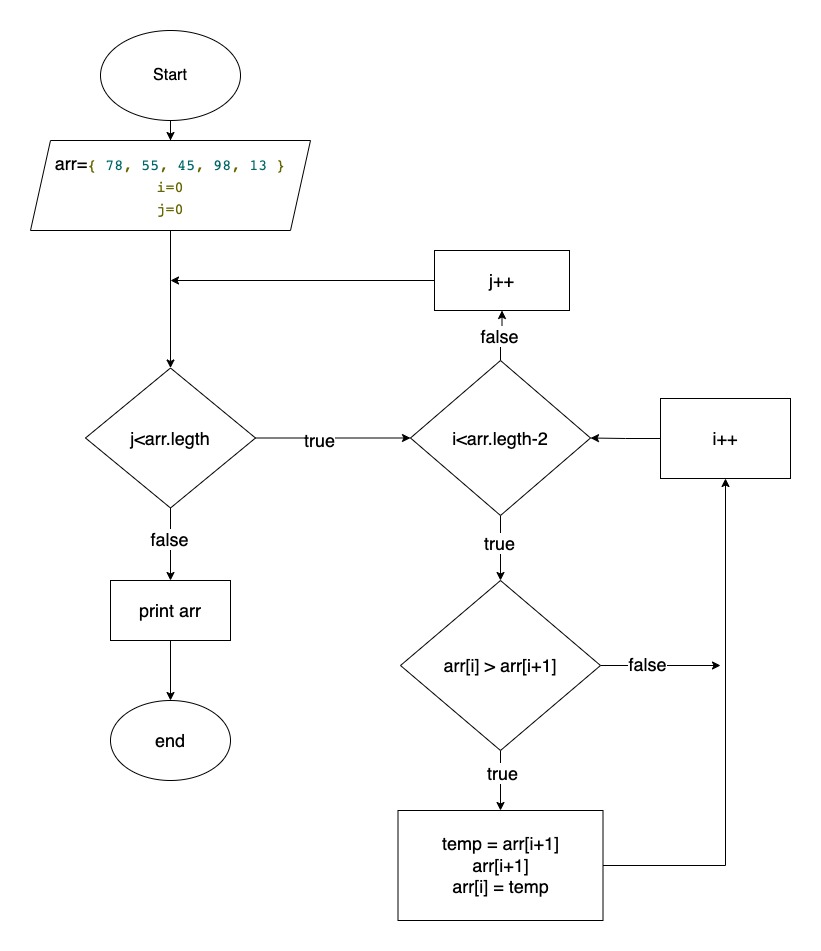 Start
arr={ 78, 55, 45, 98, 13 }
i=0
j=0
j++
false
j<arr.legth
true
i<arr.legth-2
i++
false
true
print arr
arr[i] > arr[i+1]
false
end
true
temp = arr[i+1]
arr[i+1]
arr[i] = temp